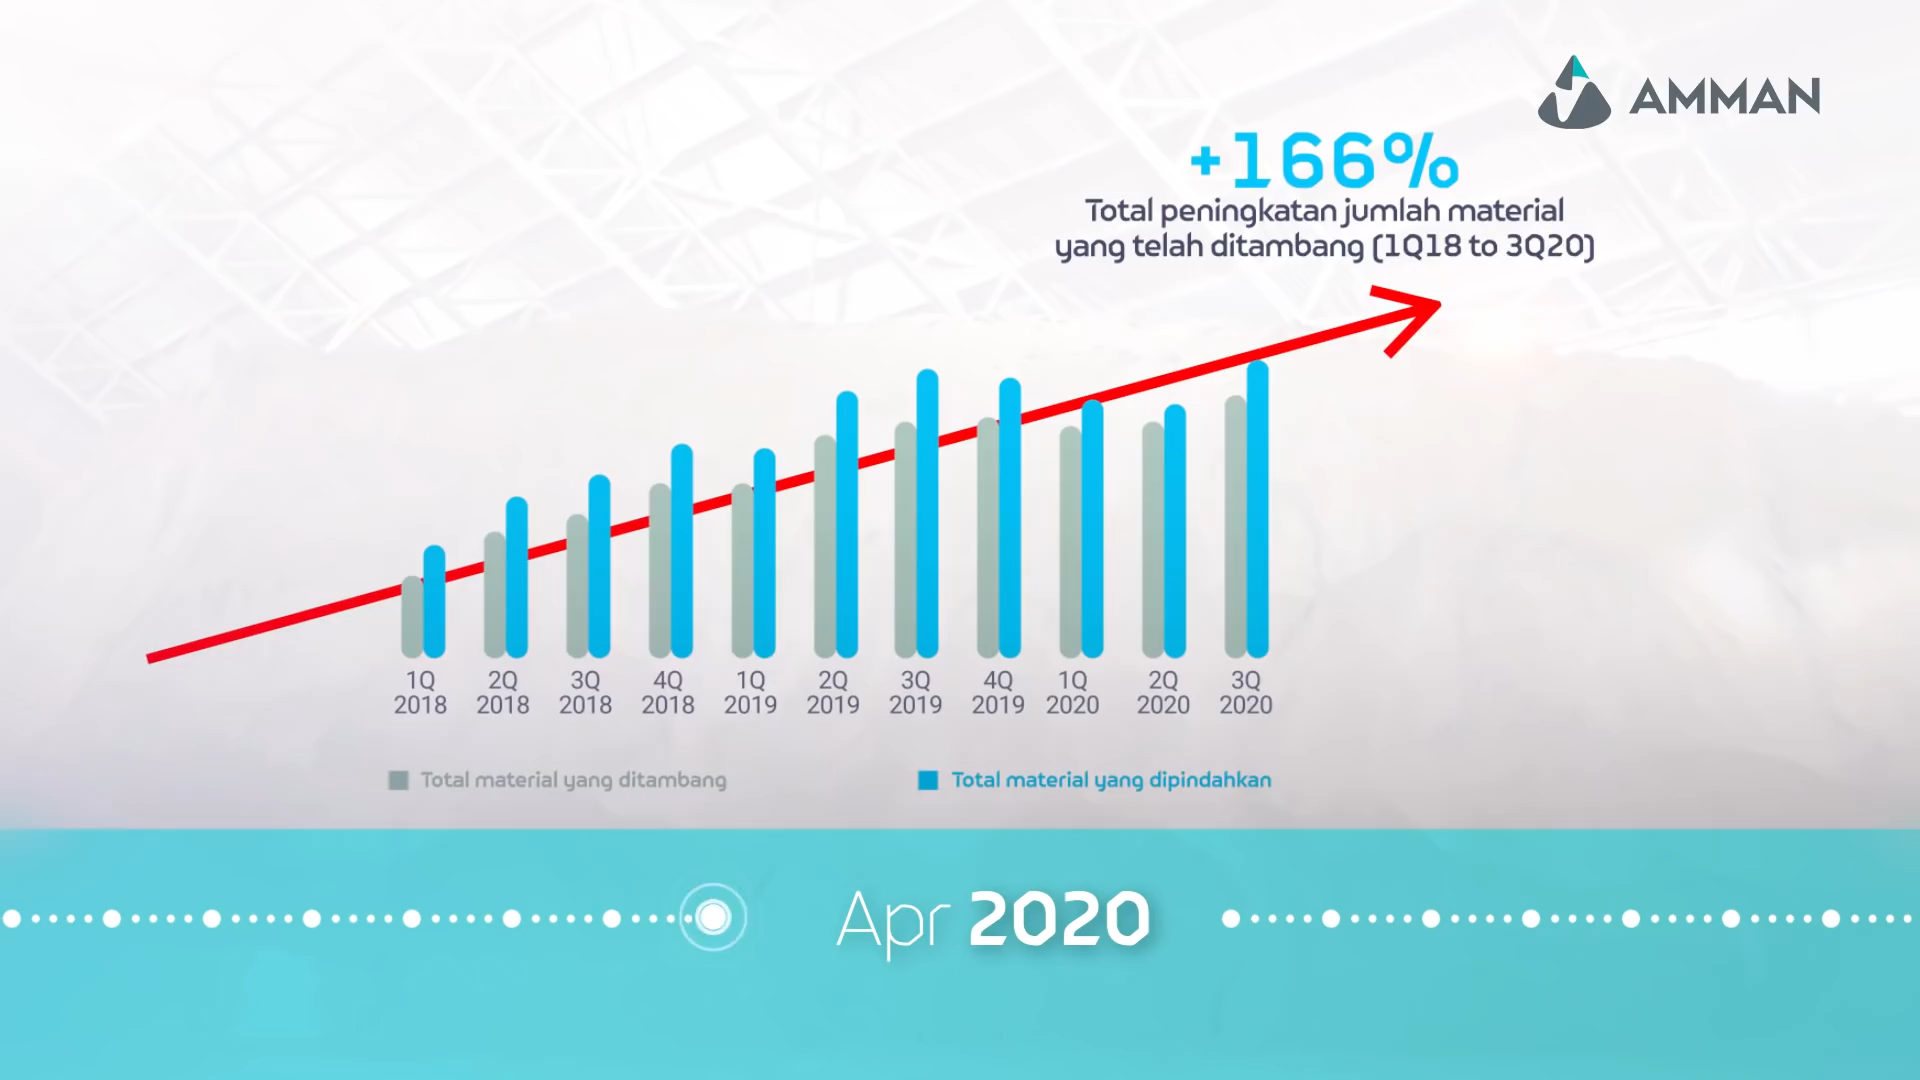 AMMAN
+166%
Total peningkatan jumlah material
yang telah ditambang (1Q18 to 3Q20)
1Q 2Q 3Q 4Q 1Q 2Q 3Q 4Q 1Q 2Q 3Q
2018 2018 2018 2018 2019 2019 2019 2019 2020 2020 2020
Total material yang ditambang
Total material yang dipindahkan
Apr 2020